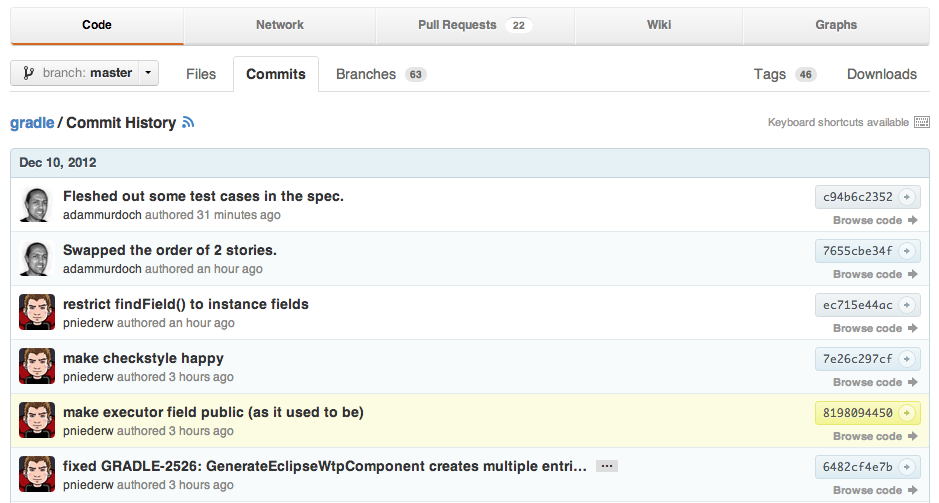 Code Network Pull Requests 22 Wiki Graphs
branch: master Files Commits Branches 63 Tags 46 Downloads
gradle / Commit History Keyboard shortcuts available
Dec 10, 2012
Fleshed out some test cases in the spec. c94b6c2352
adammurdoch authored 31 minutes ago Browse code
Swapped the order of 2 stories. 7655cbe34f
adammurdoch authored an hour ago Browse code
restrict findField() to instance fields ec715e44ac
pniederw authored an hour ago Browse code
make checkstyle happy 7e26c297cf
pniederw authored 3 hours ago Browse code
make executor field public (as it used to be) 8198094450
pniederw authored 3 hours ago Browse code
fixed GRADLE-2526: GenerateEclipseWtpComponent creates multiple entri… ... 6482cf4e7b
pniederw authored 3 hours ago Browse code